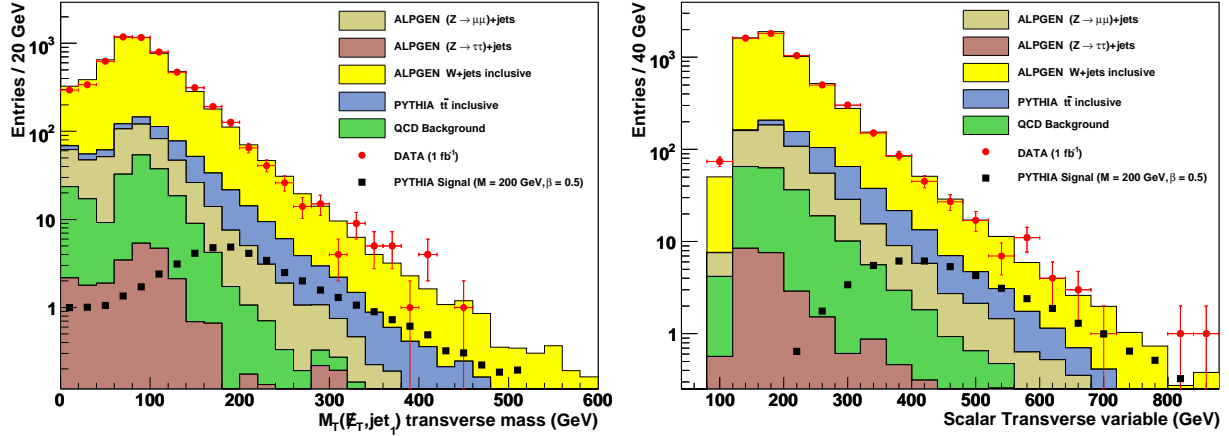 Entries / 20 GeV
10³
10²
10
1
ALPGEN (Z→μμ)+jets
ALPGEN (Z→ττ)+jets
ALPGEN W+jets inclusive
PYTHIA tt̄ inclusive
QCD Background
DATA (1 fb⁻¹)
PYTHIA Signal (M = 200 GeV,β = 0.5)
0 100 200 300 400 500 600
M_T(E̸_T,jet_1) transverse mass (GeV)
Entries / 40 GeV
10³
10²
10
1
ALPGEN (Z→μμ)+jets
ALPGEN (Z→ττ)+jets
ALPGEN W+jets inclusive
PYTHIA tt̄ inclusive
QCD Background
DATA (1 fb⁻¹)
PYTHIA Signal (M = 200 GeV,β = 0.5)
100 200 300 400 500 600 700 800
Scalar Transverse variable (GeV)